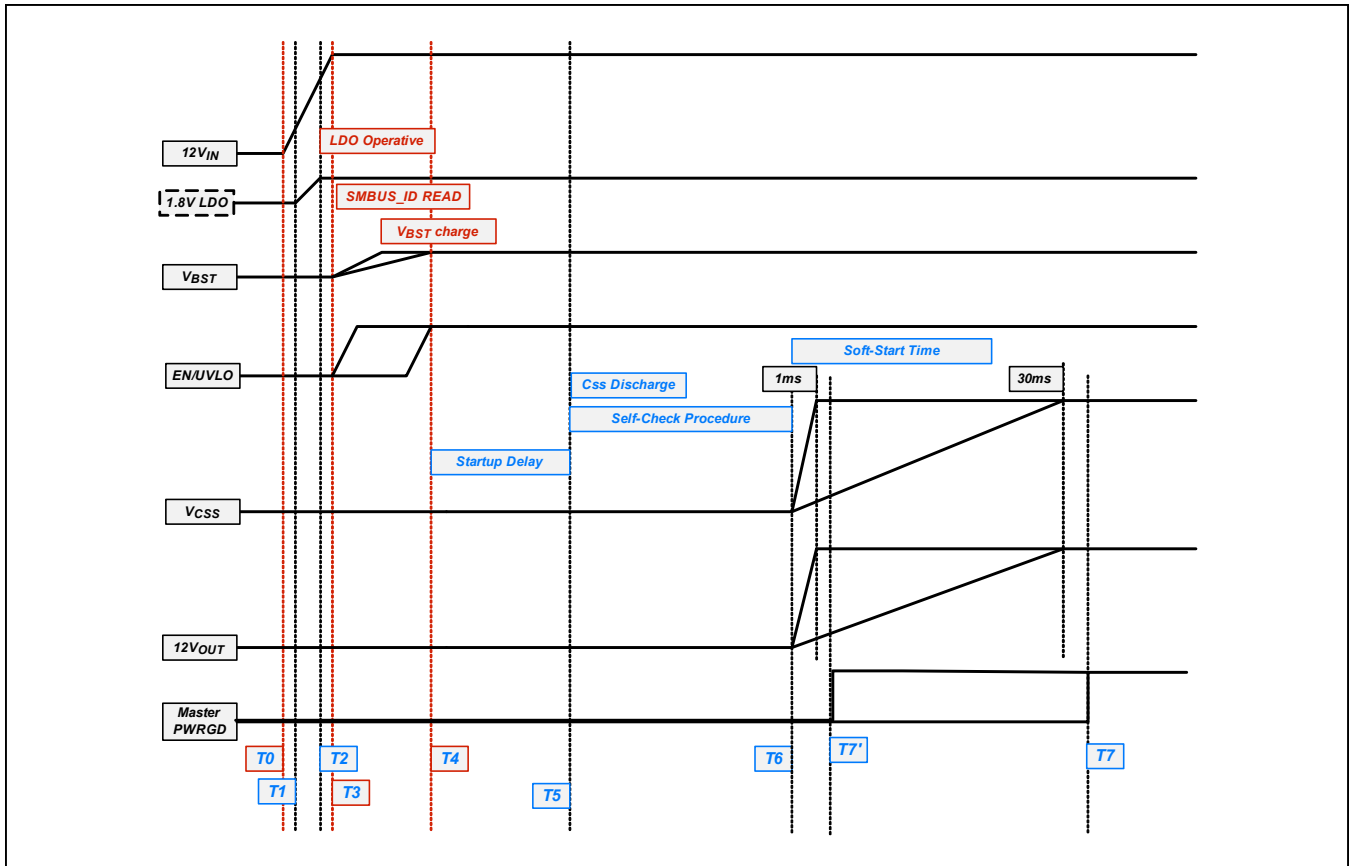 LDO Operative
12VIN
SMBUS_ID READ
1.8V LDO
VBST charge
VBST
Soft-Start Time
EN/UVLO
1ms
30ms
Css Discharge
Self-Check Procedure
Startup Delay
VCSS
12VOUT
Master
PWRGD
T0
T2
T4
T6
T7'
T7
T1
T3
T5